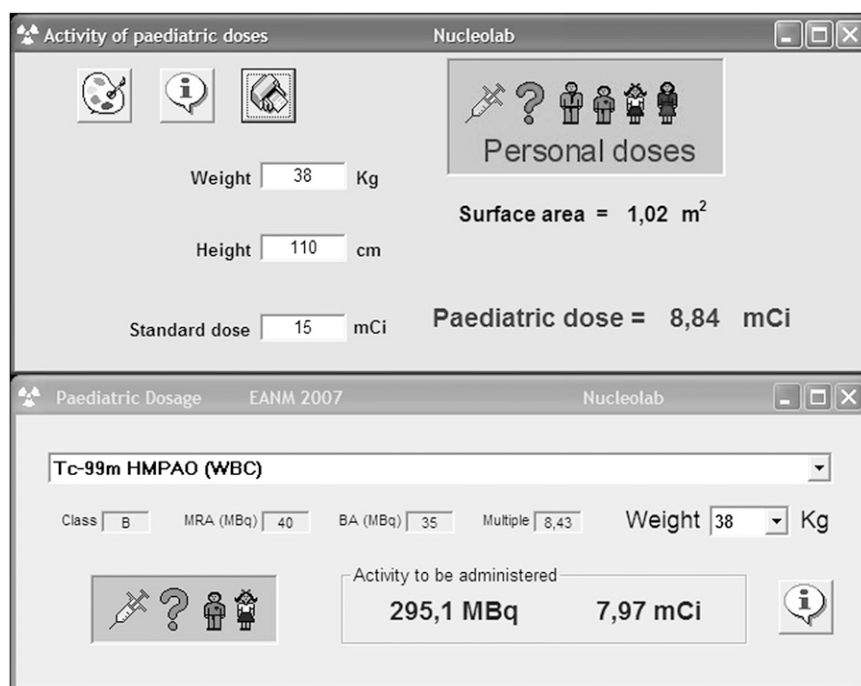 Activity of paediatric doses Nucleolab
Personal doses
Weight 38 Kg
Surface area = 1,02 m²
Height 110 cm
Standard dose 15 mCi
Paediatric dose = 8,84 mCi
Paediatric Dosage EANM 2007 Nucleolab
Tc-99m HMPAO (WBC)
Class B MRA (MBq) 40 BA (MBq) 35 Multiple 8,43 Weight 38 Kg
Activity to be administered
295,1 MBq 7,97 mCi